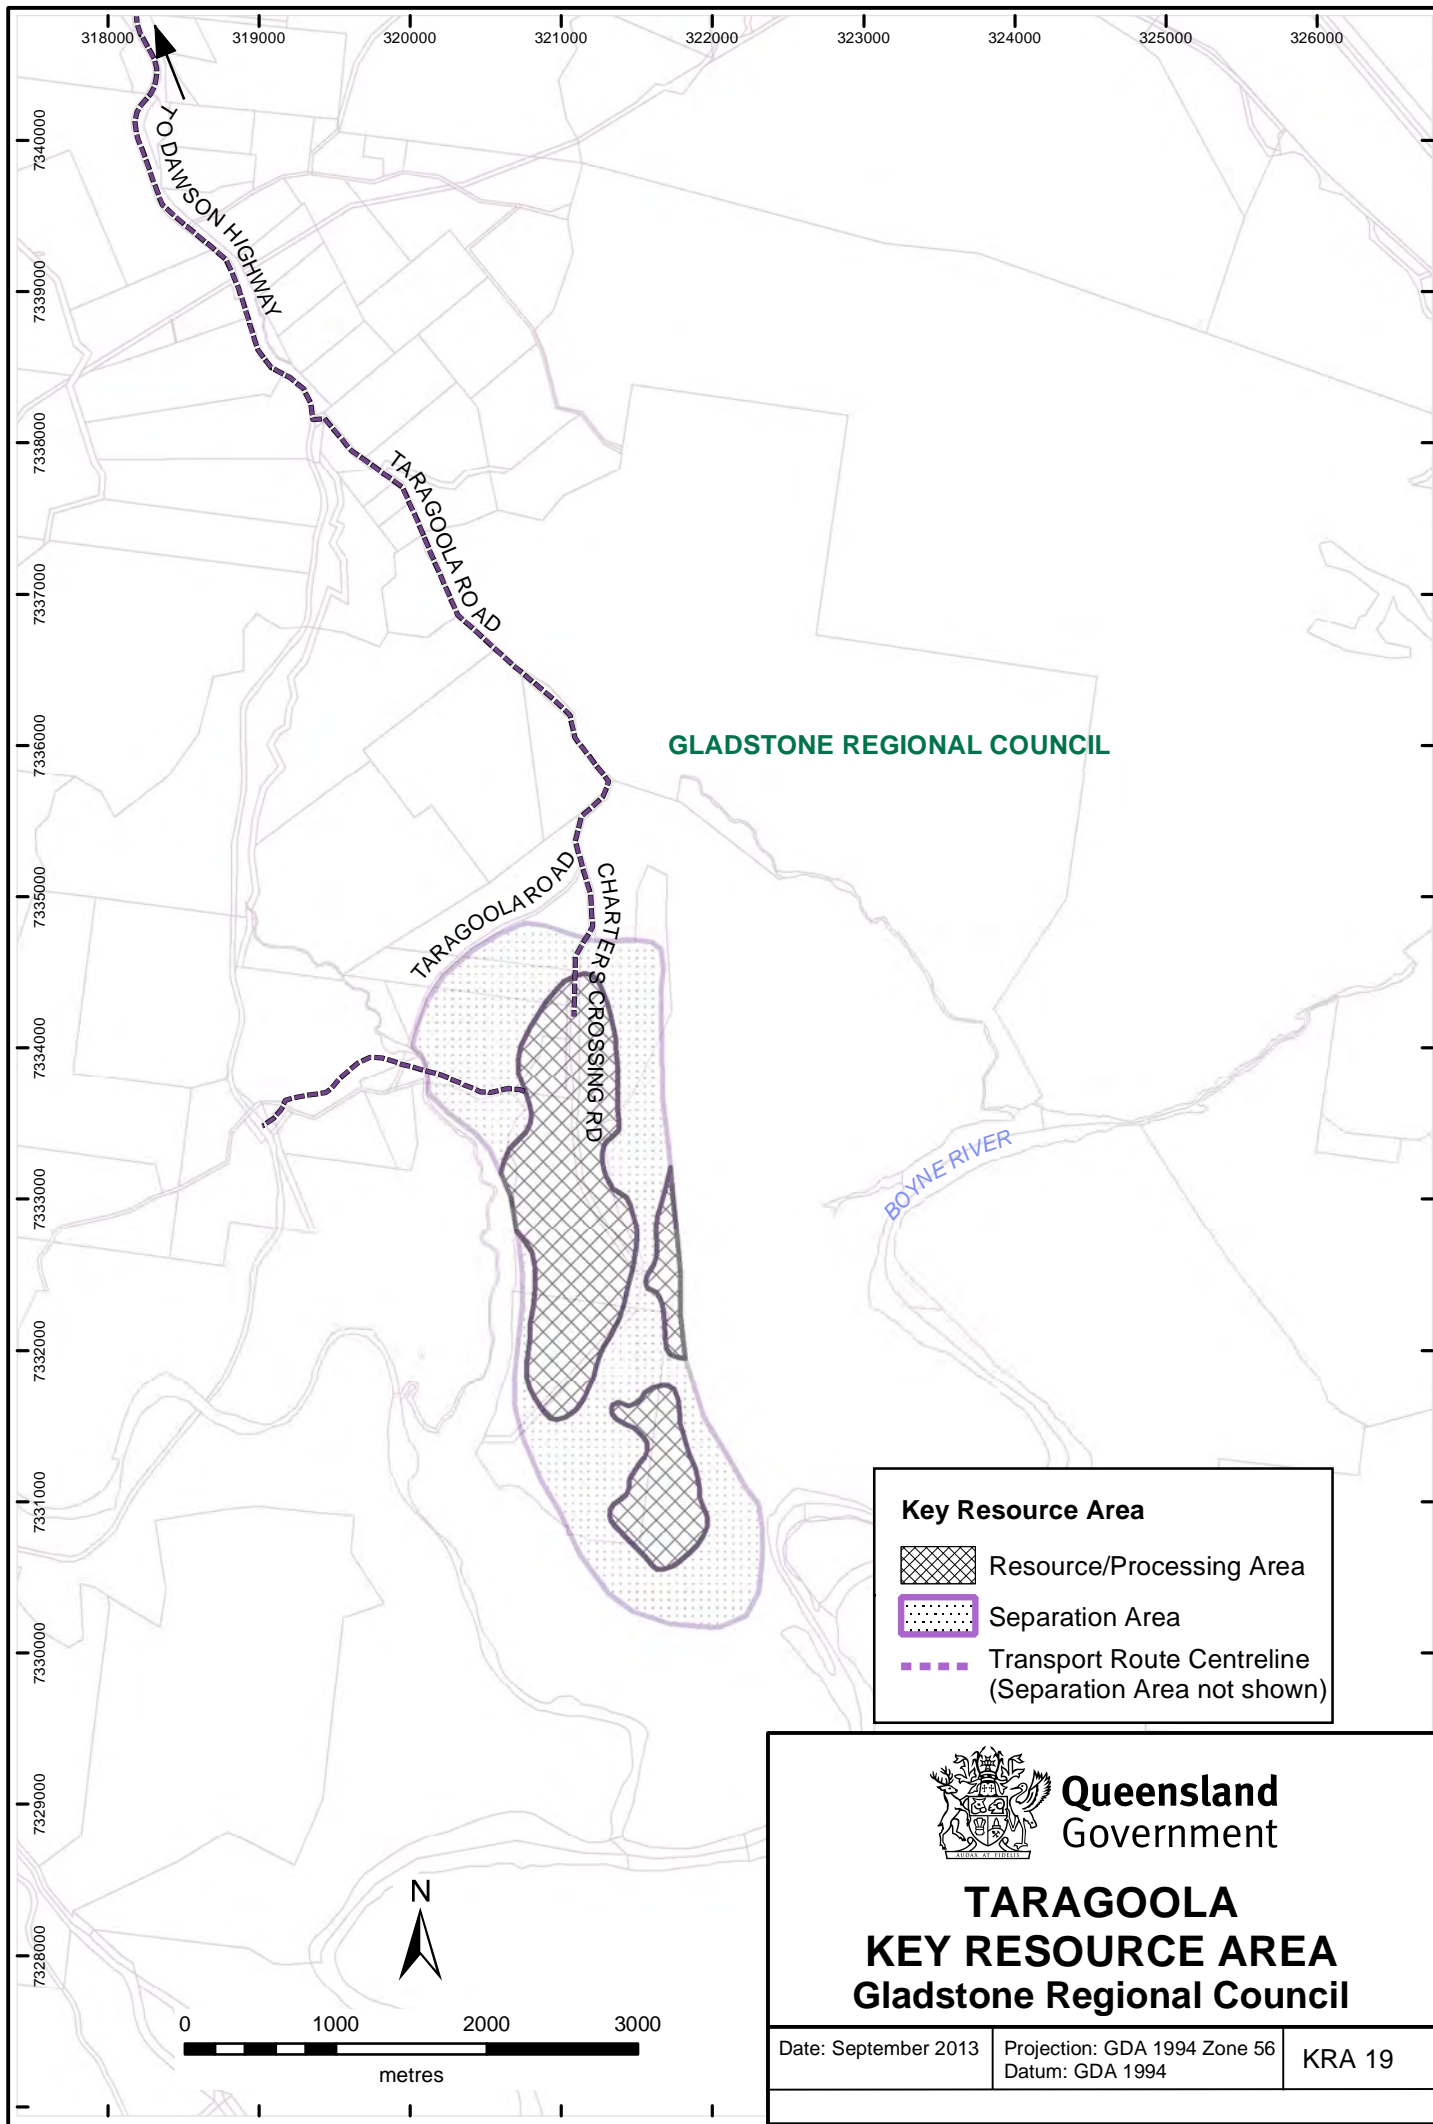 318000 319000 320000 321000 322000 323000 324000 325000 326000
7340000
7339000
7338000
7337000
7336000
7335000
7334000
7333000
7332000
7331000
7330000
7329000
7328000
TO DAWSON HIGHWAY
TARAGOOLA ROAD
GLADSTONE REGIONAL COUNCIL
TARAGOOLA ROAD
CHARTERS CROSSING RD
BOYNE RIVER
Key Resource Area
Resource/Processing Area
Separation Area
Transport Route Centreline
(Separation Area not shown)
AUDAX AT FIDELIS
Queensland
Government
TARAGOOLA
KEY RESOURCE AREA
Gladstone Regional Council
Date: September 2013
Projection: GDA 1994 Zone 56
Datum: GDA 1994
KRA 19
N
0 1000 2000 3000
metres